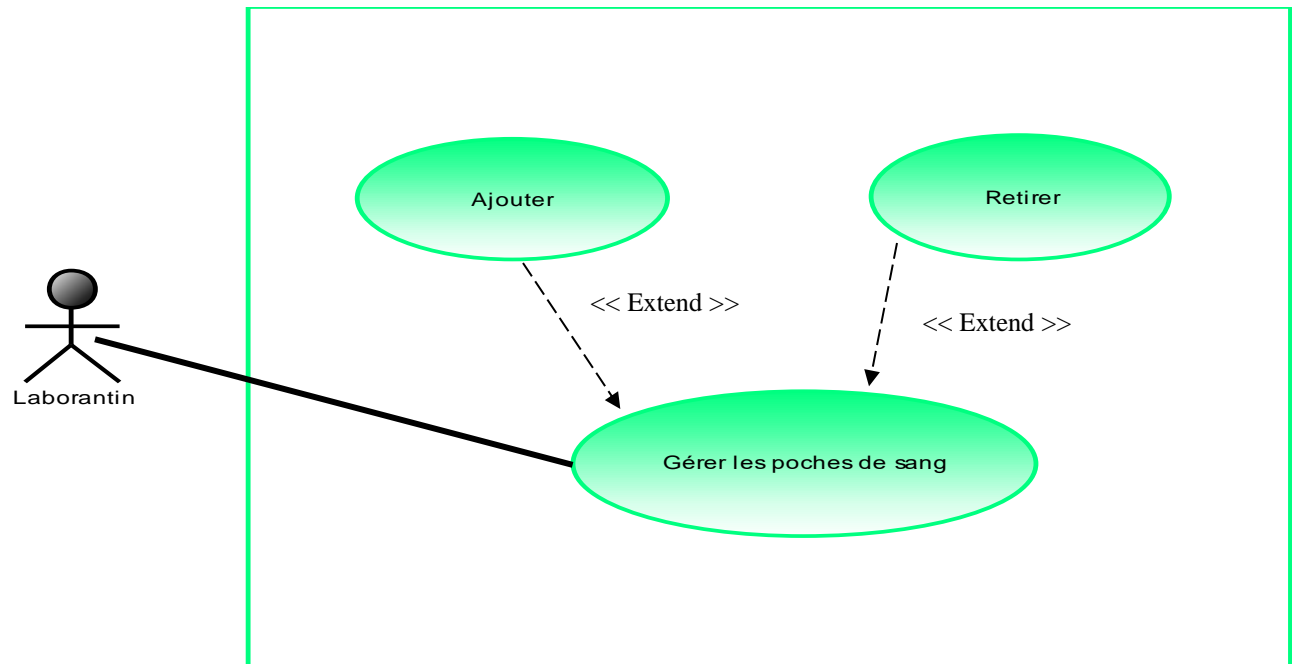 Ajouter
Retirer
<< Extend >>
<< Extend >>
Laborantin
Gérer les poches de sang